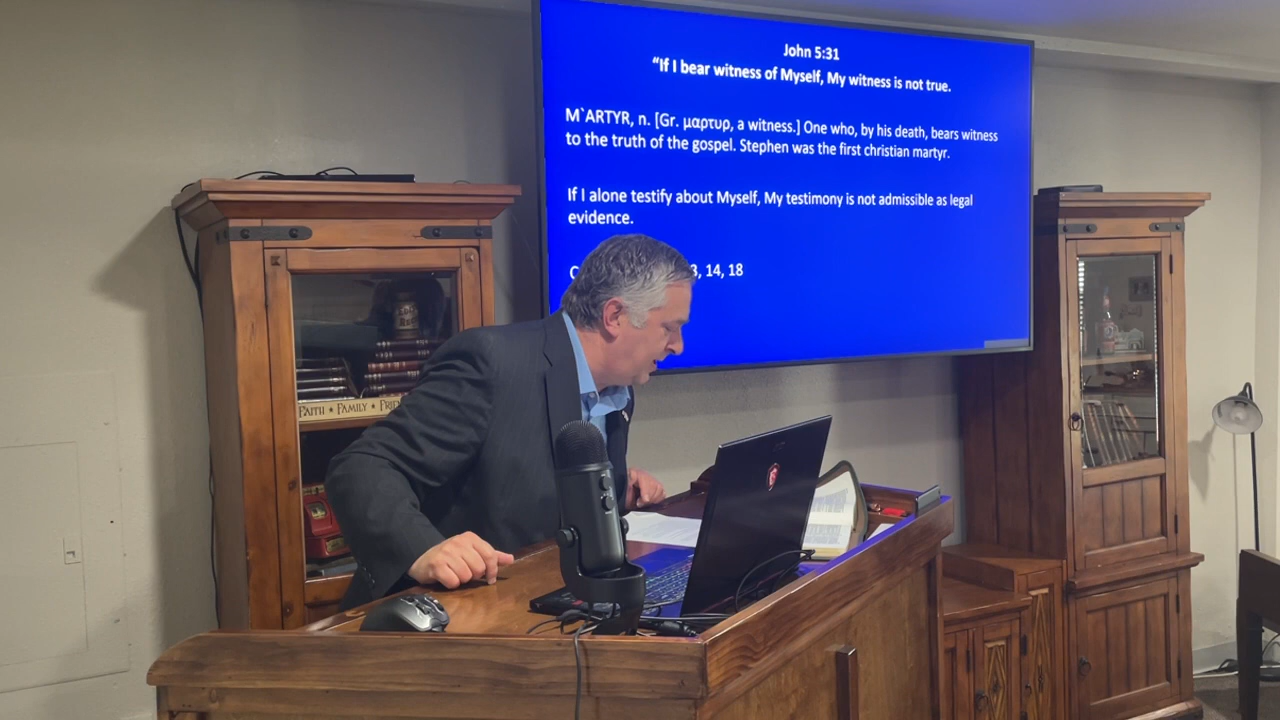 John 5:31
“If I bear witness of Myself, My witness is not true.
M`ARTYR, n. [Gr. μαρτυρ, a witness.] One who, by his death, bears witness
to the truth of the gospel. Stephen was the first christian martyr.
If I alone testify about Myself, My testimony is not admissible as legal
evidence.
3, 14, 18
FAITH ★ FAMILY ★